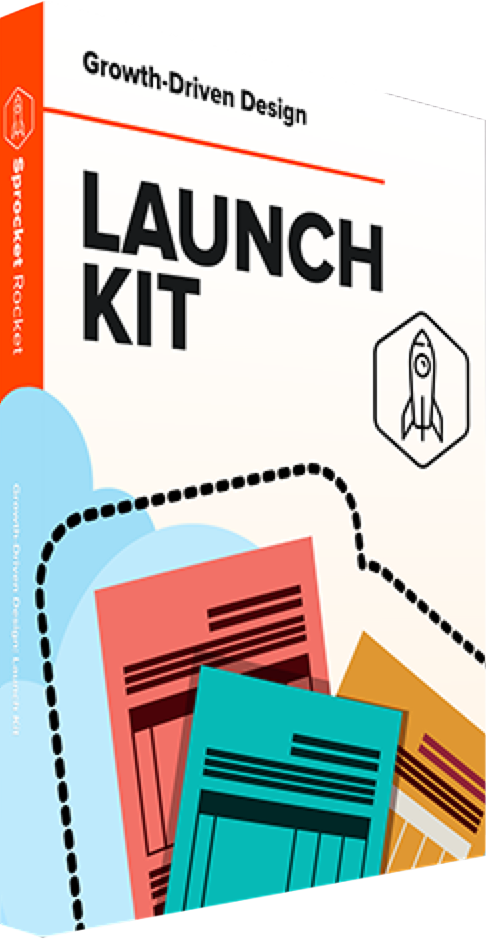 Growth-Driven Design
LAUNCH
KIT
Sprocket Rocket
Growth-Driven Design: Launch Kit